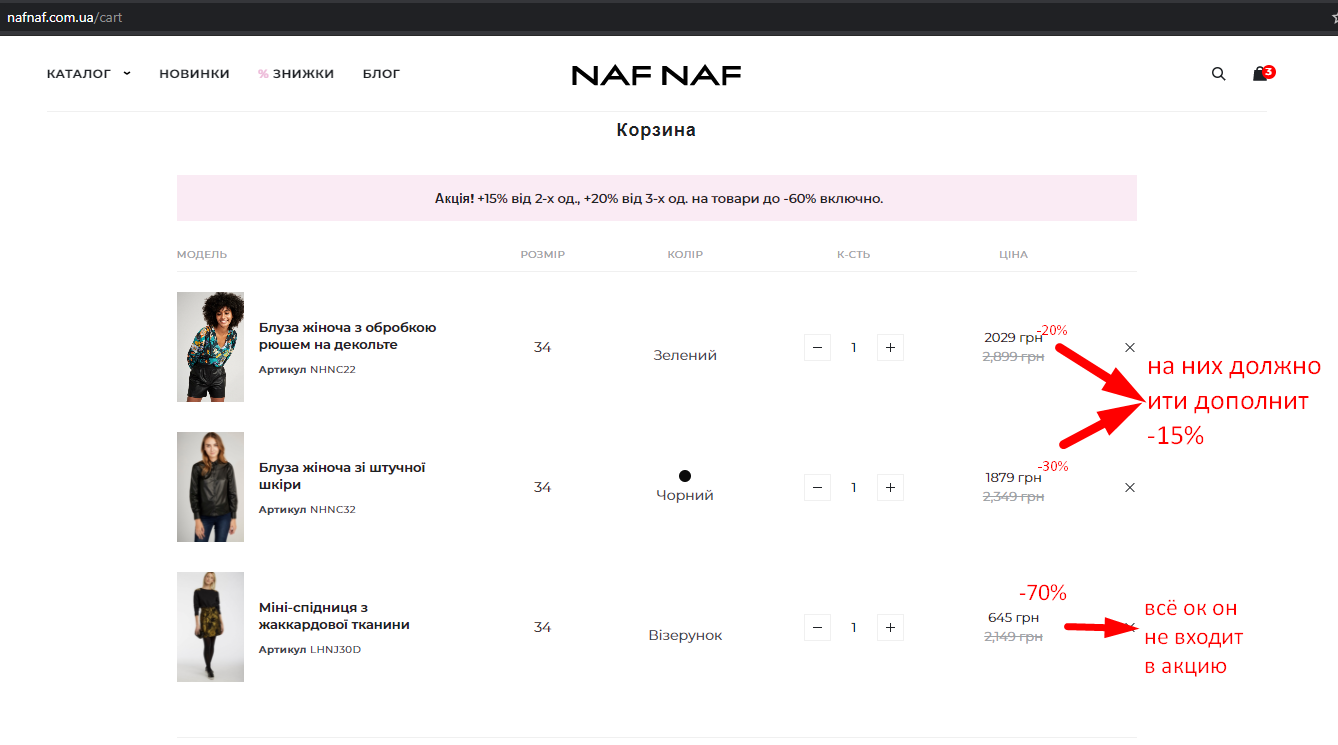 nafnaf.com.ua/cart
КАТАЛОГ НОВИНКИ % ЗНИЖКИ БЛОГ
NAF NAF
3
Корзина
Акція! +15% від 2-х од., +20% від 3-х од. на товари до -60% включно.
МОДЕЛЬ РОЗМІР КОЛІР К-СТЬ ЦІНА
Блуза жіноча з обробкою
рюшем на декольте
Артикул NHNC22
34
Зелений
− 1 +
2029 грн
-20%
2,899 грн
на них должно
ити дополнит
-15%
Блуза жіноча зі штучної
шкіри
Артикул NHNC32
34
Чорний
− 1 +
1879 грн
-30%
2,349 грн
Міні-спідниця з
жаккардової тканини
Артикул LHNJ30D
34
Візерунок
− 1 +
-70%
645 грн
2,149 грн
всё ок он
не входит
в акцию